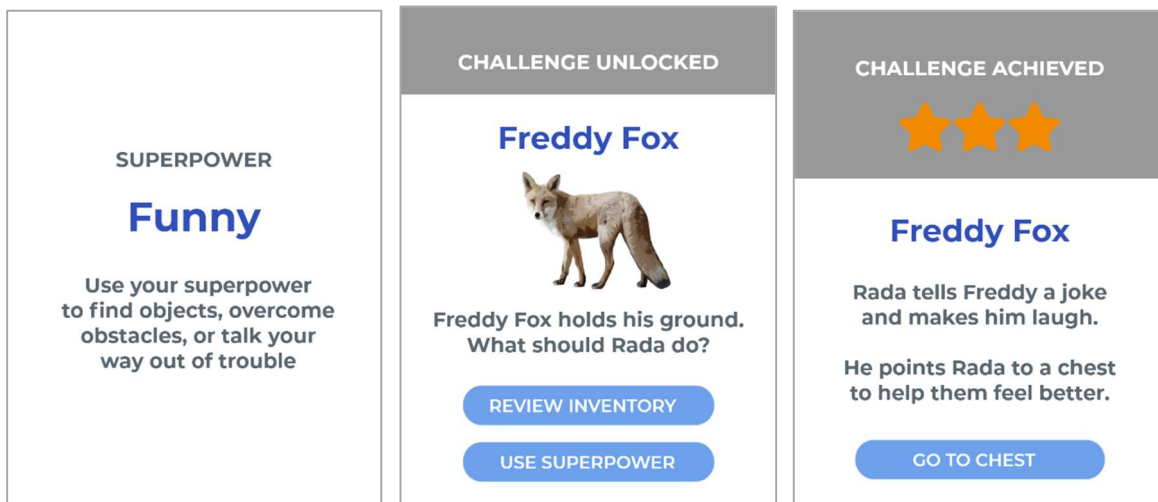 SUPERPOWER
Funny
Use your superpower
to find objects, overcome
obstacles, or talk your
way out of trouble
CHALLENGE UNLOCKED
Freddy Fox
Freddy Fox holds his ground.
What should Rada do?
REVIEW INVENTORY
USE SUPERPOWER
CHALLENGE ACHIEVED
Freddy Fox
Rada tells Freddy a joke
and makes him laugh.
He points Rada to a chest
to help them feel better.
GO TO CHEST